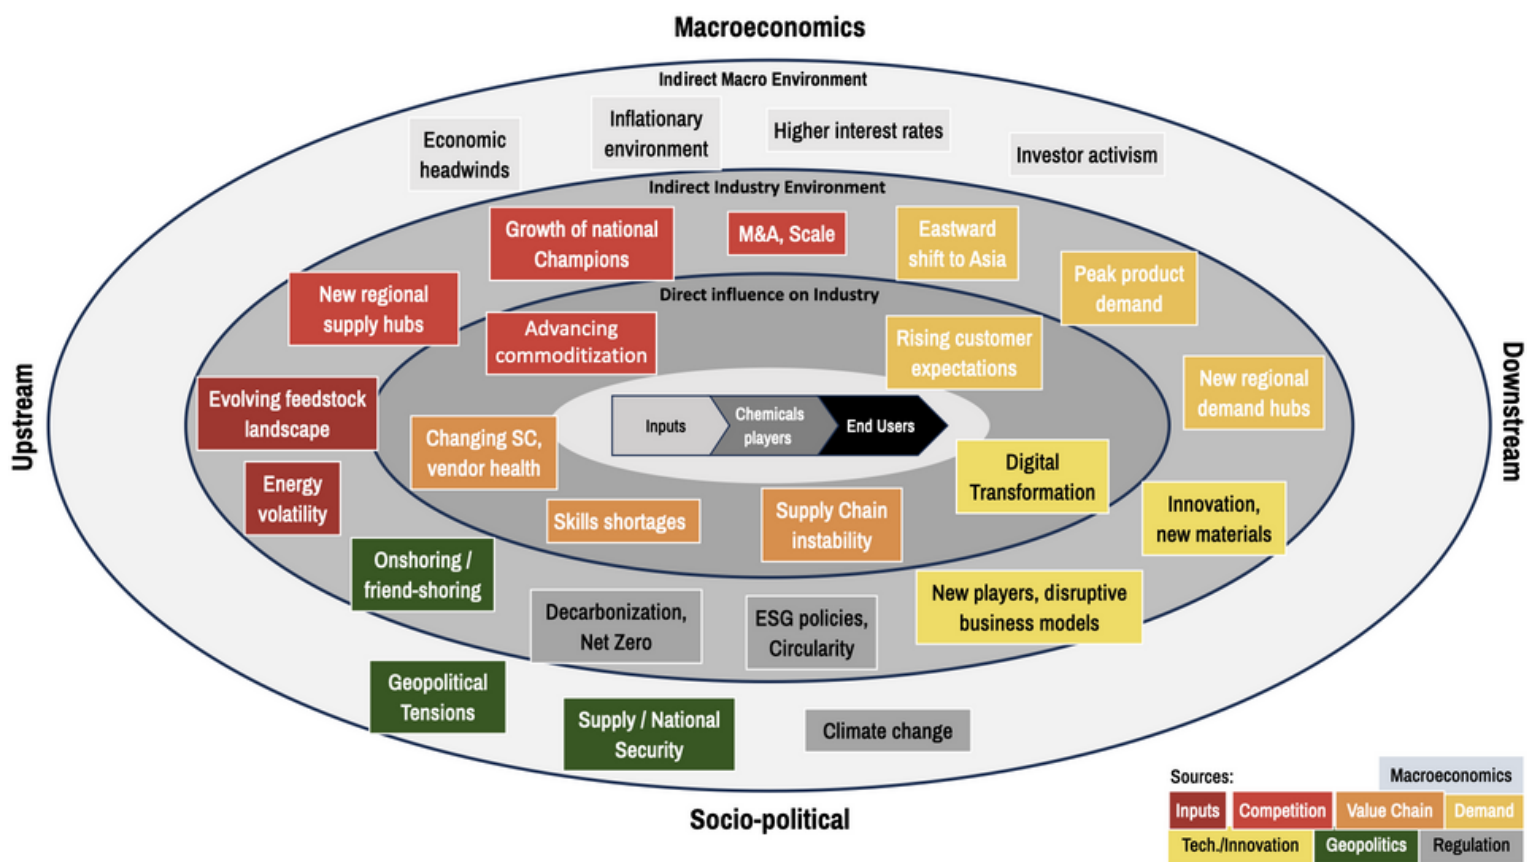 Macroeconomics
Indirect Macro Environment
Economic
headwinds
Inflationary
environment
Higher interest rates
Investor activism
Indirect Industry Environment
Growth of national
Champions
M&A, Scale
Eastward
shift to Asia
Peak product
demand
New regional
supply hubs
Direct influence on Industry
Advancing
commoditization
Rising customer
expectations
New regional
demand hubs
Upstream
Downstream
Evolving feedstock
landscape
Changing SC,
vendor health
Inputs
Chemicals
players
End Users
Digital
Transformation
Energy
volatility
Skills shortages
Supply Chain
instability
Innovation,
new materials
Onshoring /
friend-shoring
Decarbonization,
Net Zero
ESG policies,
Circularity
New players, disruptive
business models
Geopolitical
Tensions
Supply / National
Security
Climate change
Socio-political
Sources:
Macroeconomics
Inputs
Competition
Value Chain
Demand
Tech./Innovation
Geopolitics
Regulation